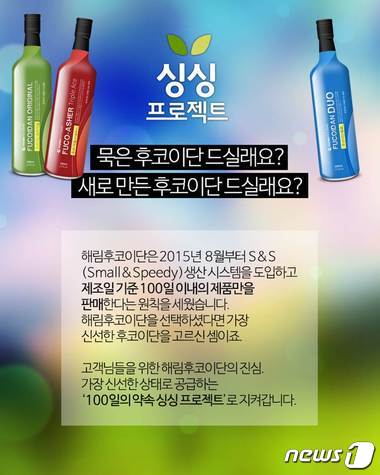 싱싱
프로젝트
FUCOIDAN ORIGINAL
FUCO-ASHER Triple Ace
FUCOIDAN DUO
묵은 후코이단 드실래요?
새로 만든 후코이단 드실래요?
해림후코이단은 2015년 8월부터 S&S
(Small&Speedy)생산 시스템을 도입하고
제조일 기준 100일 이내의 제품만을
판매한다는 원칙을 세웠습니다.
해림후코이단을 선택하셨다면 가장
신선한 후코이단을 고르신 셈이죠.
고객님들을 위한 해림후코이단의 진심.
가장 신선한 상태로 공급하는
‘100일의 약속 싱싱 프로젝트’로 지켜갑니다.
뉴스1